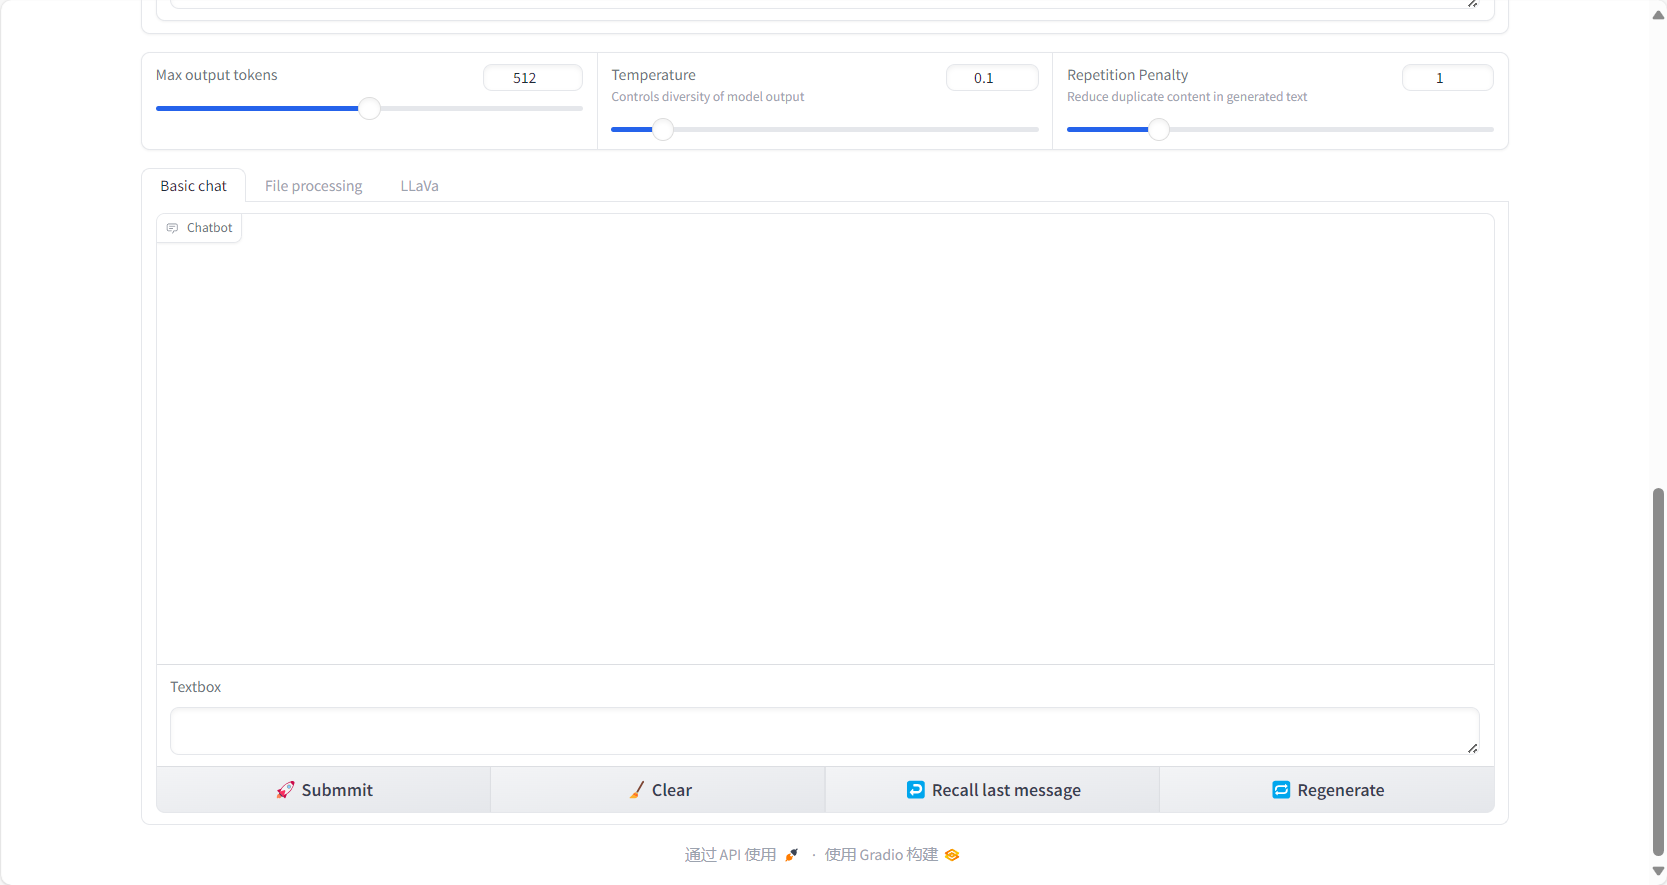 Max output tokens
512
Temperature
0.1
Controls diversity of model output
Repetition Penalty
1
Reduce duplicate content in generated text
Basic chat
File processing
LLaVa
Chatbot
Textbox
Submmit
Clear
Recall last message
Regenerate
通过 API 使用 · 使用 Gradio 构建